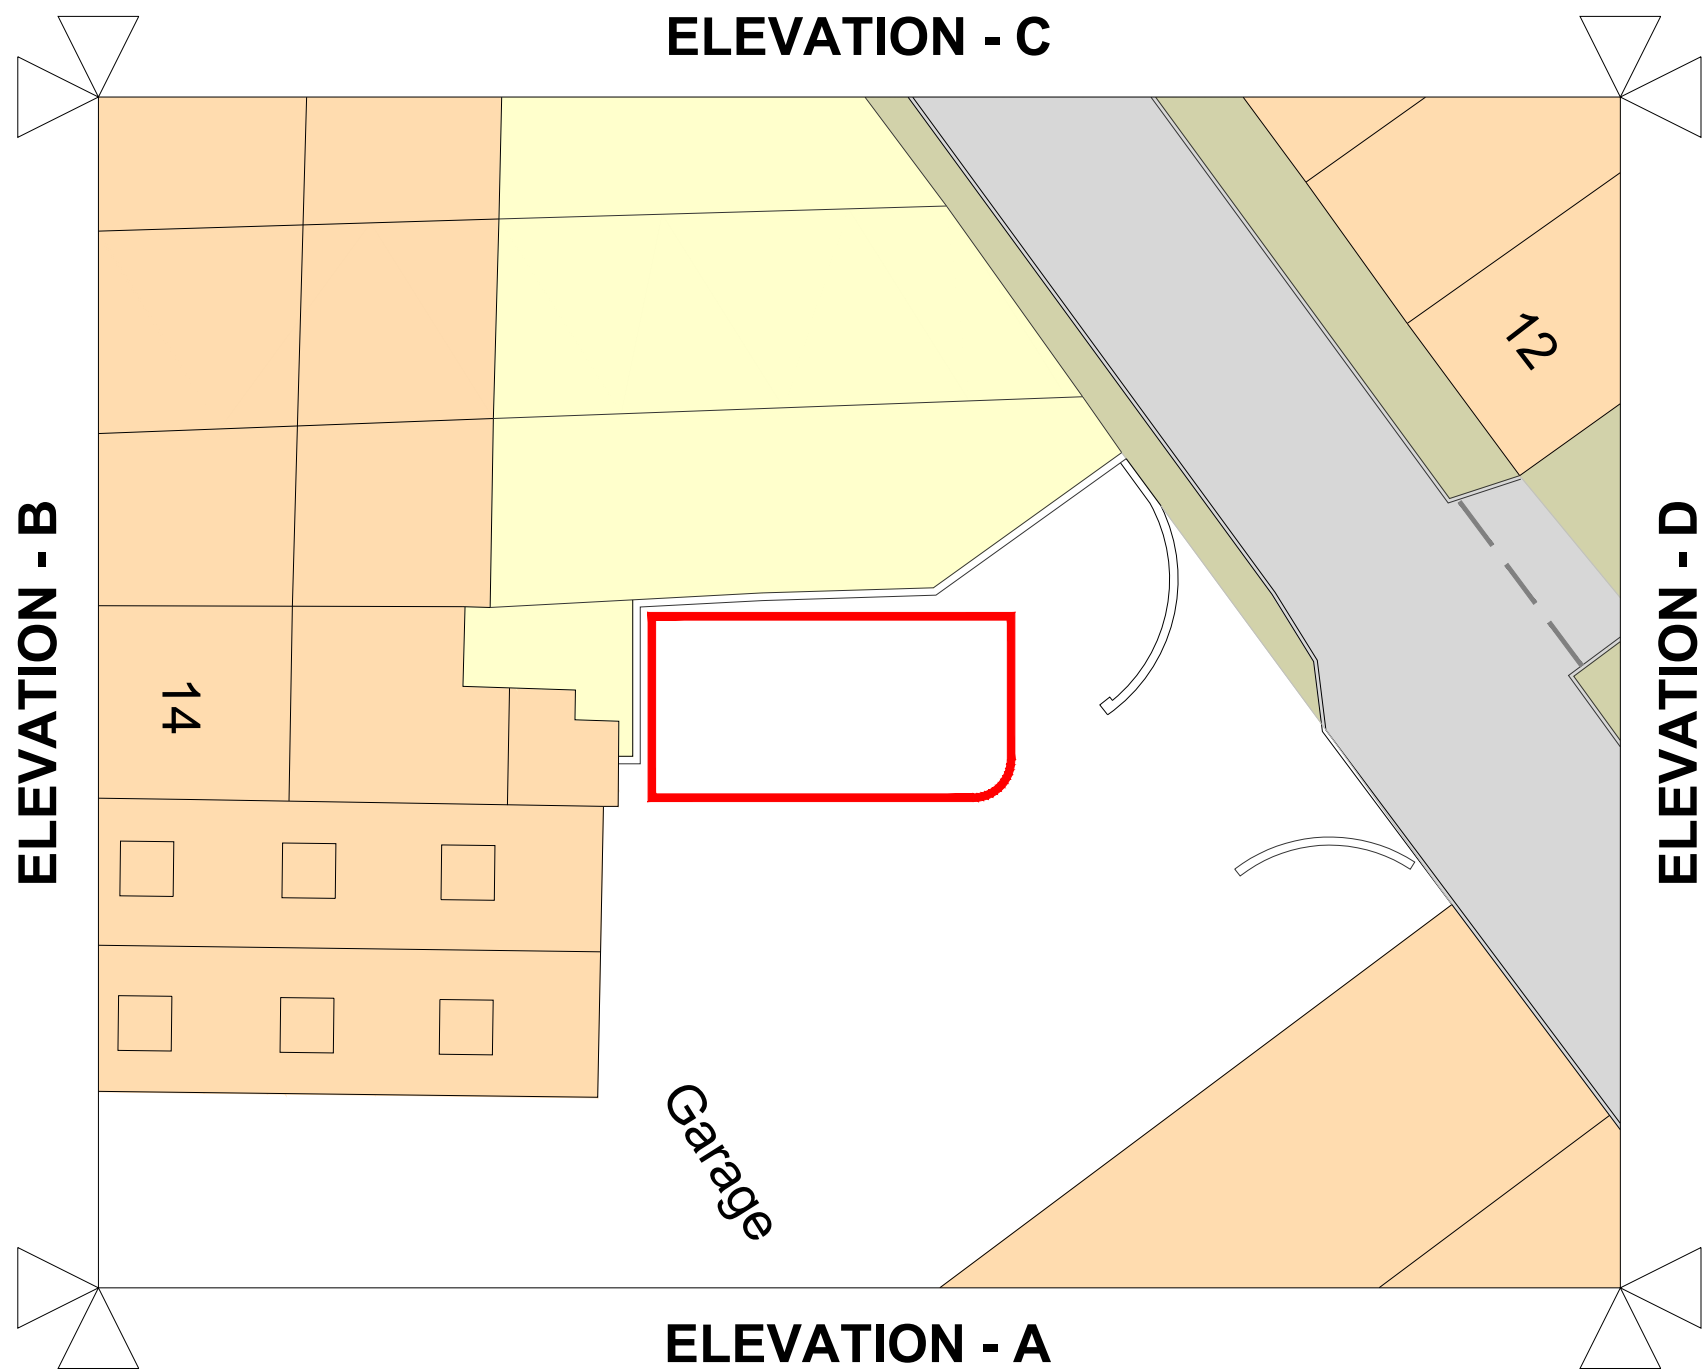 ELEVATION - C
12
ELEVATION - B
ELEVATION - D
14
Garage
ELEVATION - A